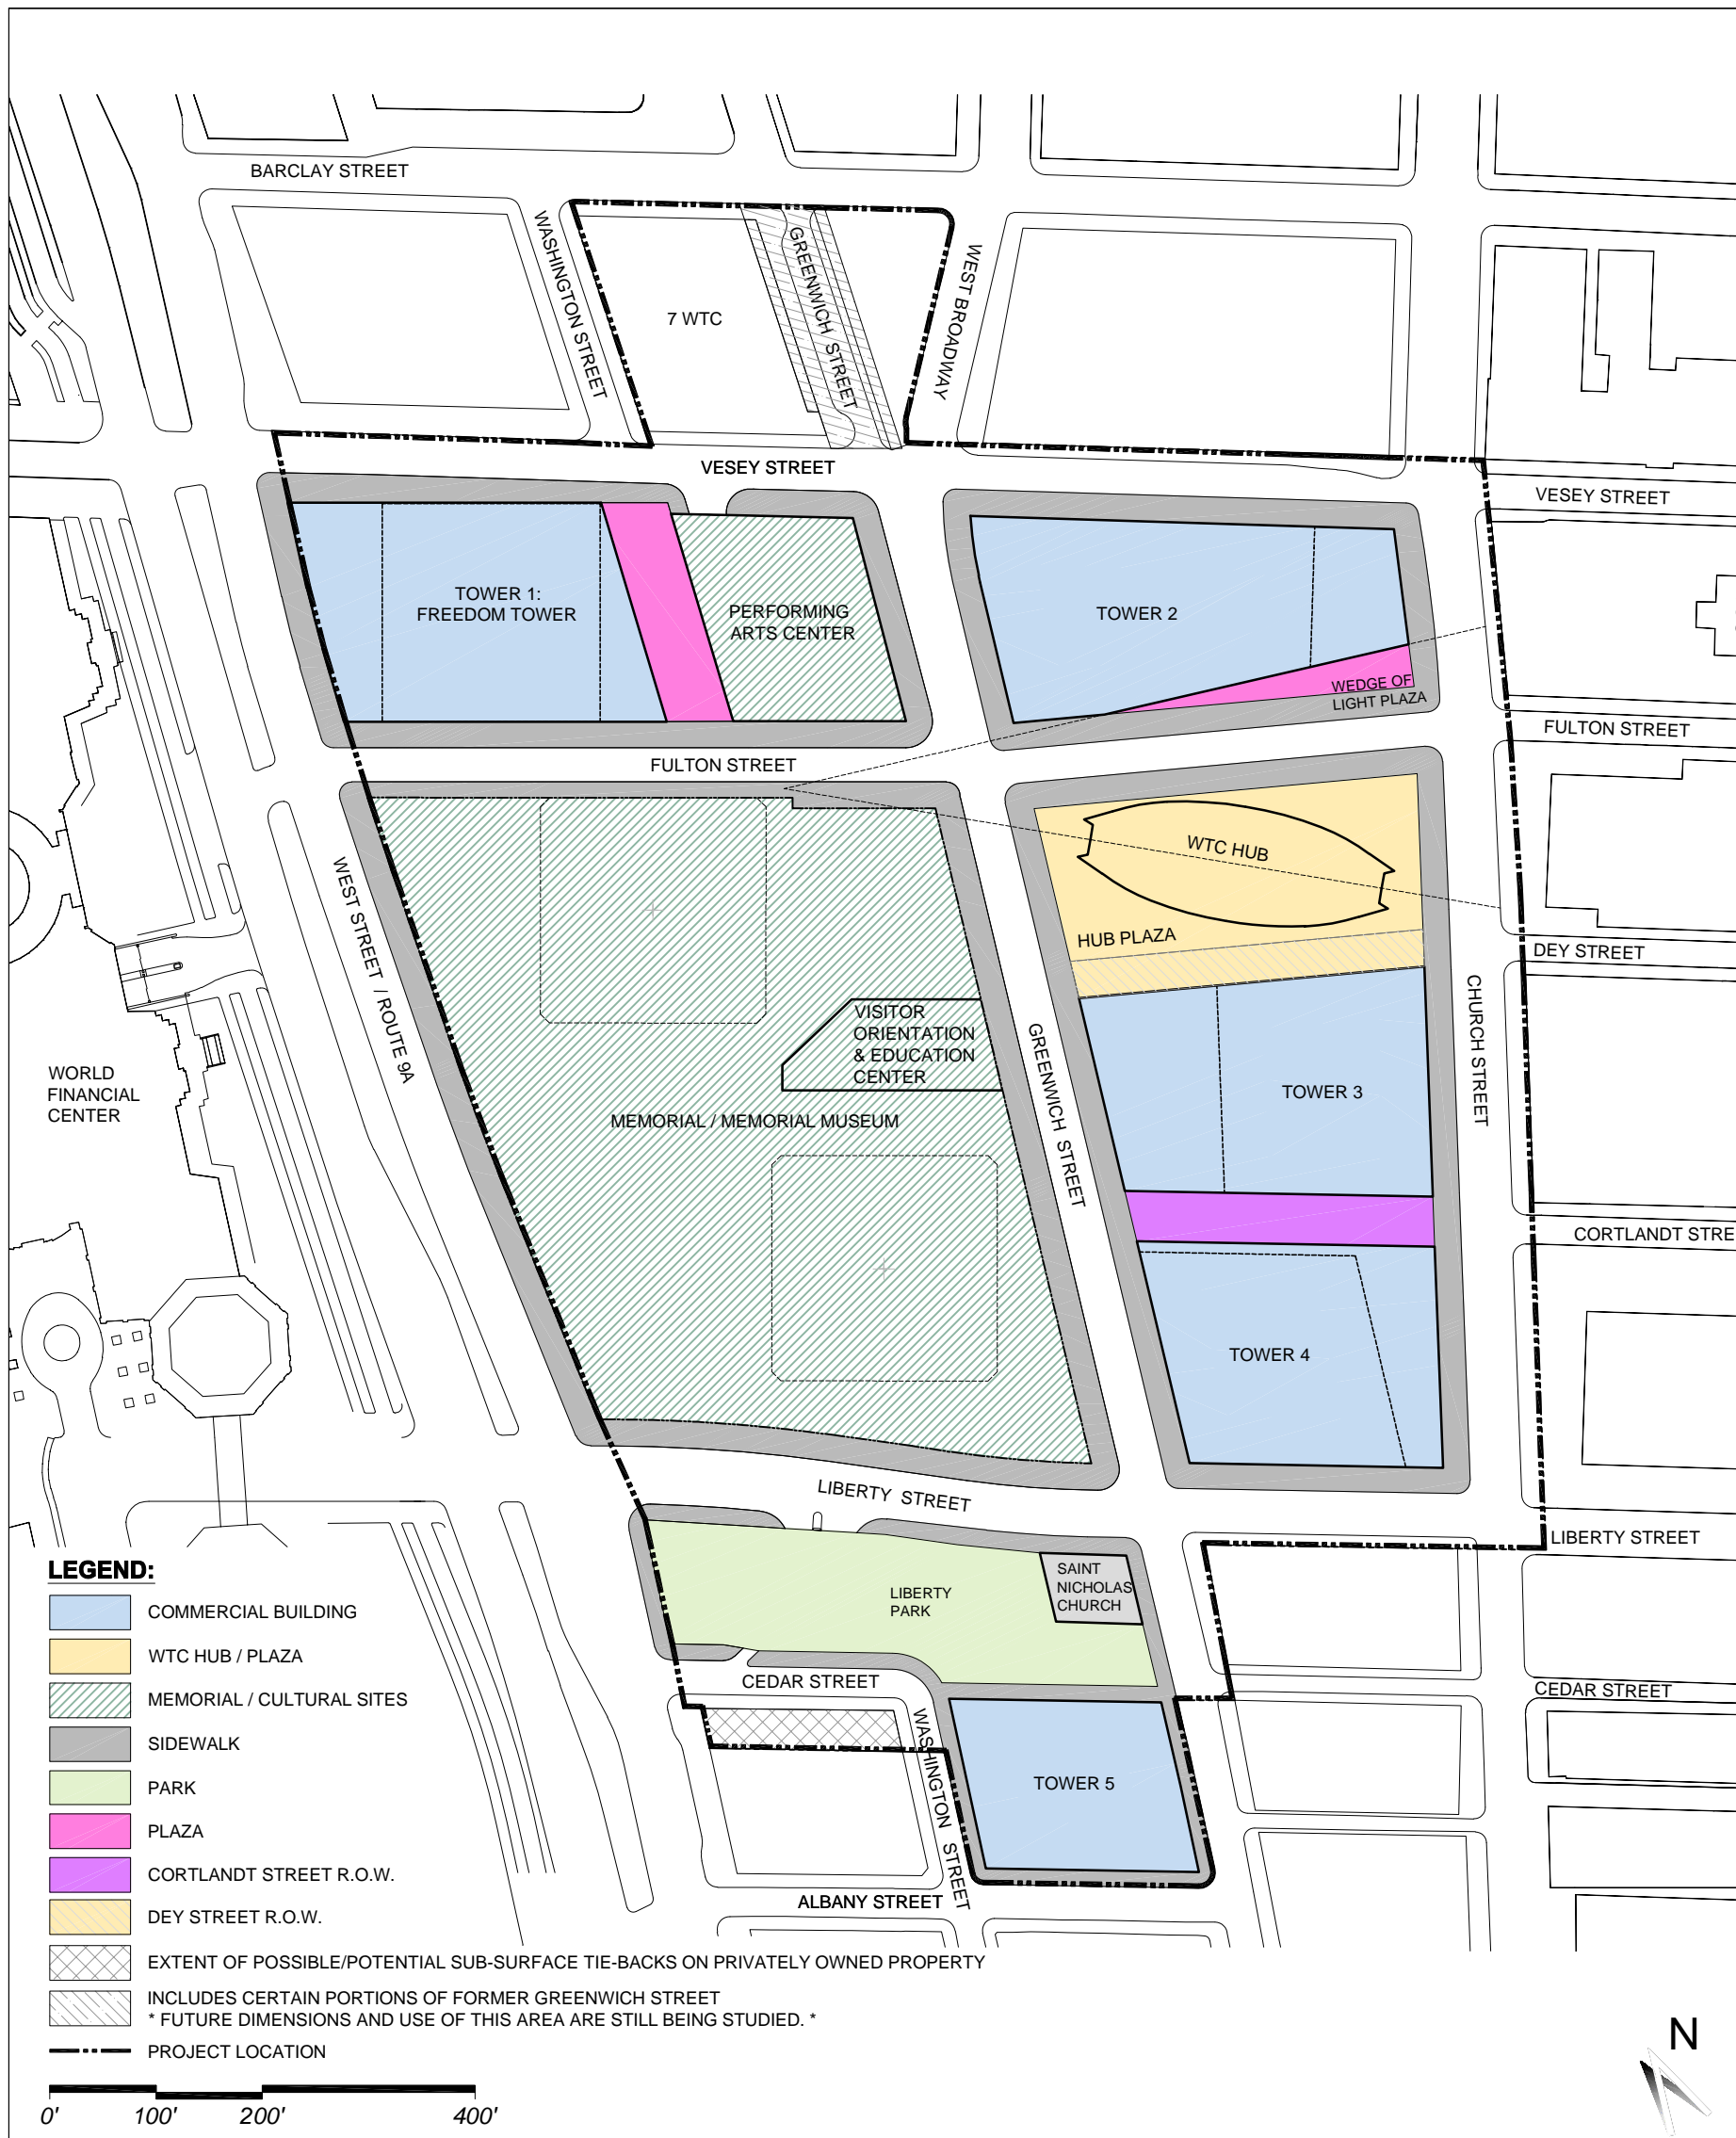 BARCLAY STREET
WASHINGTON STREET
7 WTC
GREENWICH STREET
WEST BROADWAY
VESEY STREET
VESEY STREET
TOWER 1:
FREEDOM TOWER
PERFORMING
ARTS CENTER
TOWER 2
WEDGE OF
LIGHT PLAZA
FULTON STREET
FULTON STREET
WTC HUB
HUB PLAZA
DEY STREET
WEST STREET / ROUTE 9A
VISITOR
ORIENTATION
& EDUCATION
CENTER
GREENWICH STREET
CHURCH STREET
WORLD
FINANCIAL
CENTER
TOWER 3
MEMORIAL / MEMORIAL MUSEUM
CORTLANDT STRE
TOWER 4
LIBERTY STREET
LIBERTY STREET
SAINT
NICHOLAS
CHURCH
LIBERTY
PARK
CEDAR STREET
CEDAR STREET
WASHINGTON STREET
TOWER 5
ALBANY STREET
LEGEND:
COMMERCIAL BUILDING
WTC HUB / PLAZA
MEMORIAL / CULTURAL SITES
SIDEWALK
PARK
PLAZA
CORTLANDT STREET R.O.W.
DEY STREET R.O.W.
EXTENT OF POSSIBLE/POTENTIAL SUB-SURFACE TIE-BACKS ON PRIVATELY OWNED PROPERTY
INCLUDES CERTAIN PORTIONS OF FORMER GREENWICH STREET
* FUTURE DIMENSIONS AND USE OF THIS AREA ARE STILL BEING STUDIED. *
PROJECT LOCATION
0' 100' 200' 400'
N